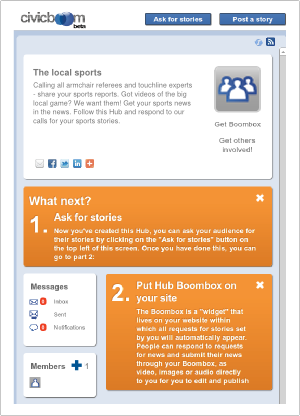 civicboom
beta
Ask for stories
Post a story
The local sports
Calling all armchair referees and touchline experts
- share your sports reports. Got videos of the big
local game? We want them! Get your sports news
in the news. Follow this Hub and respond to our
calls for your sports stories.
Get Boombox
Get others
involved!
What next?
1.
Ask for stories
Now you've created this Hub, you can ask your audience for
their stories by clicking on the "Ask for stories" button on
the top left of this screen. Once you have done this, you can
go to part 2:
Messages
Inbox
Sent
Notifications
Members
1
2.
Put Hub Boombox on
your site
The Boombox is a "widget" that
lives on your website within
which all requests for stories set
by you will automatically appear.
People can respond to requests
for news and submit their news
through your Boombox, as
video, images or audio directly
to you for you to edit and publish